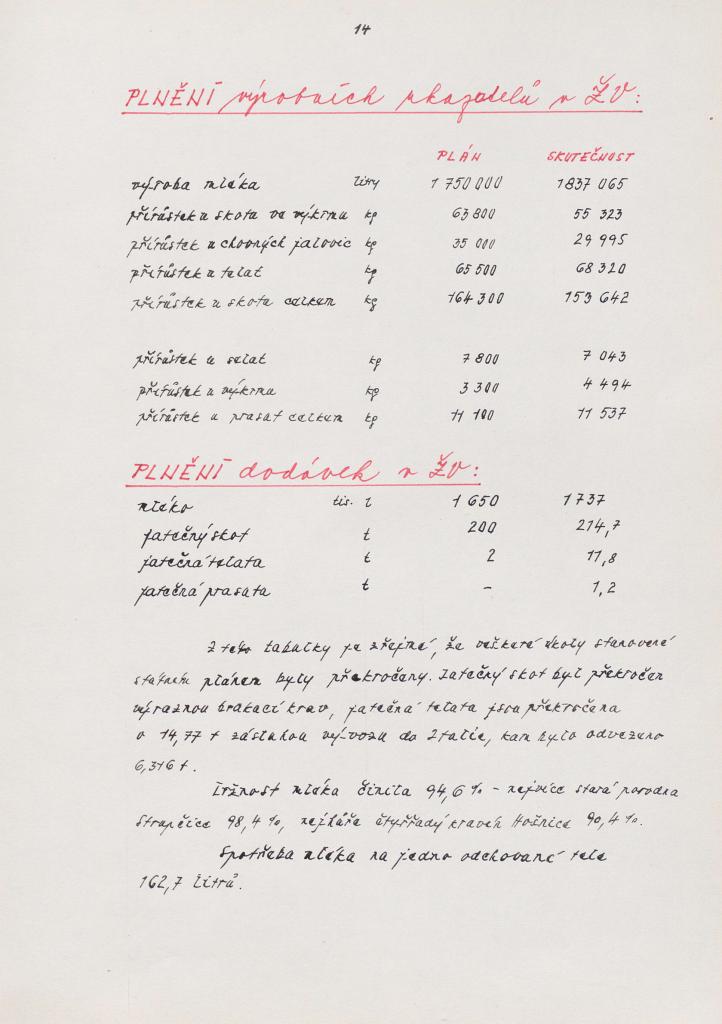 14
PLNĚNÍ výrobních ukazatelů v ŽV:
PLÁN SKUTEČNOST
výroba mléka litry 1 750 000 1837 065
přírůstek u skotu ve výkrmu kg 63 800 55 323
přírůstek u chovných jalovic kg 35 000 29 995
přírůstek u telat kg 65 500 68 320
přírůstek u skotu celkem kg 164 300 153 642
přírůstek u selat kg 7 800 7 043
přírůstek u výkrmu kg 3 300 4 494
přírůstek u prasat celkem kg 11 100 11 537
PLNĚNÍ dodávek v ŽV:
mléko tis. l 1 650 1737
jatečný skot t 200 214,7
jatečná telata t 2 11,8
jatečná prasata t - 1,2
Z této tabulky je zřejmé, že veškeré úkoly stanovené
státním plánem byly překročeny. Jatečný skot byl překročen
výraznou brakací krav, jatečná telata jsou překročena
o 14,77 t zásluhou vývozu do Itálie, kam bylo odvezeno
6,316 t.
Tržnost mléka činila 94,6 % - nejvíce stará porodna
Strupčice 98,4 %, nejhůře čtyřřadý kravín Hošnice 90,4 %.
Spotřeba mléka na jedno odchované tele
162,7 litrů.